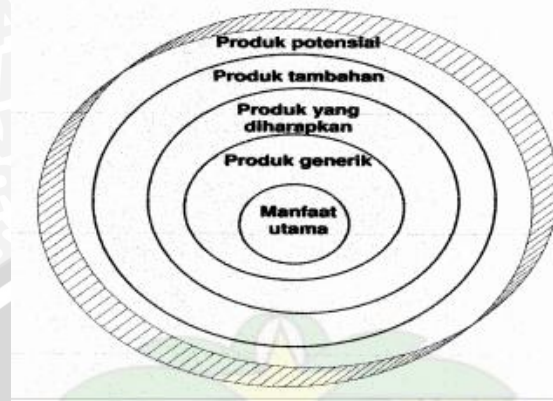 Produk potensial
Produk tambahan
Produk yang
diharapkan
Produk generik
Manfaat
utama